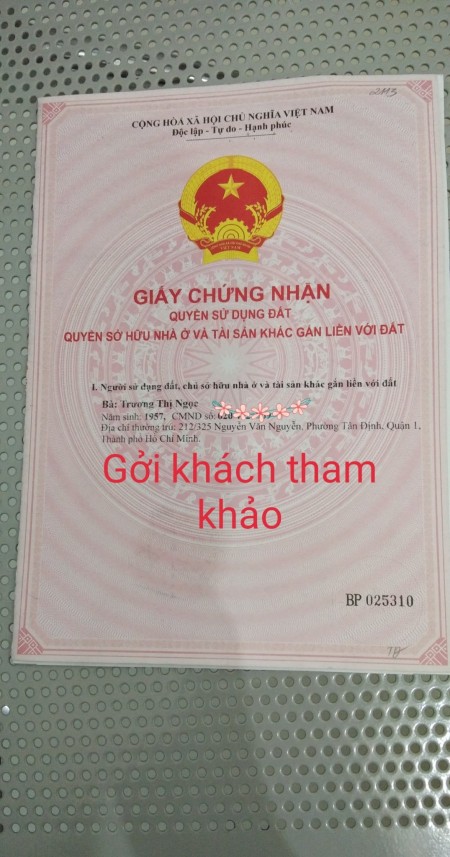 CỘNG HÒA XÃ HỘI CHỦ NGHĨA VIỆT NAM
Độc lập - Tự do - Hạnh phúc
GIẤY CHỨNG NHẬN
QUYỀN SỬ DỤNG ĐẤT
QUYỀN SỞ HỮU NHÀ Ở VÀ TÀI SẢN KHÁC GẮN LIỀN VỚI ĐẤT
I. Người sử dụng đất, chủ sở hữu nhà ở và tài sản khác gắn liền với đất
Bà: Trương Thị Ngọc
Năm sinh: 1957, CMND số: 020
Địa chỉ thường trú: 212/325 Nguyễn Văn Nguyễn, Phường Tân Định, Quận 1,
Thành phố Hồ Chí Minh.
Gởi khách tham
khảo
BP 025310